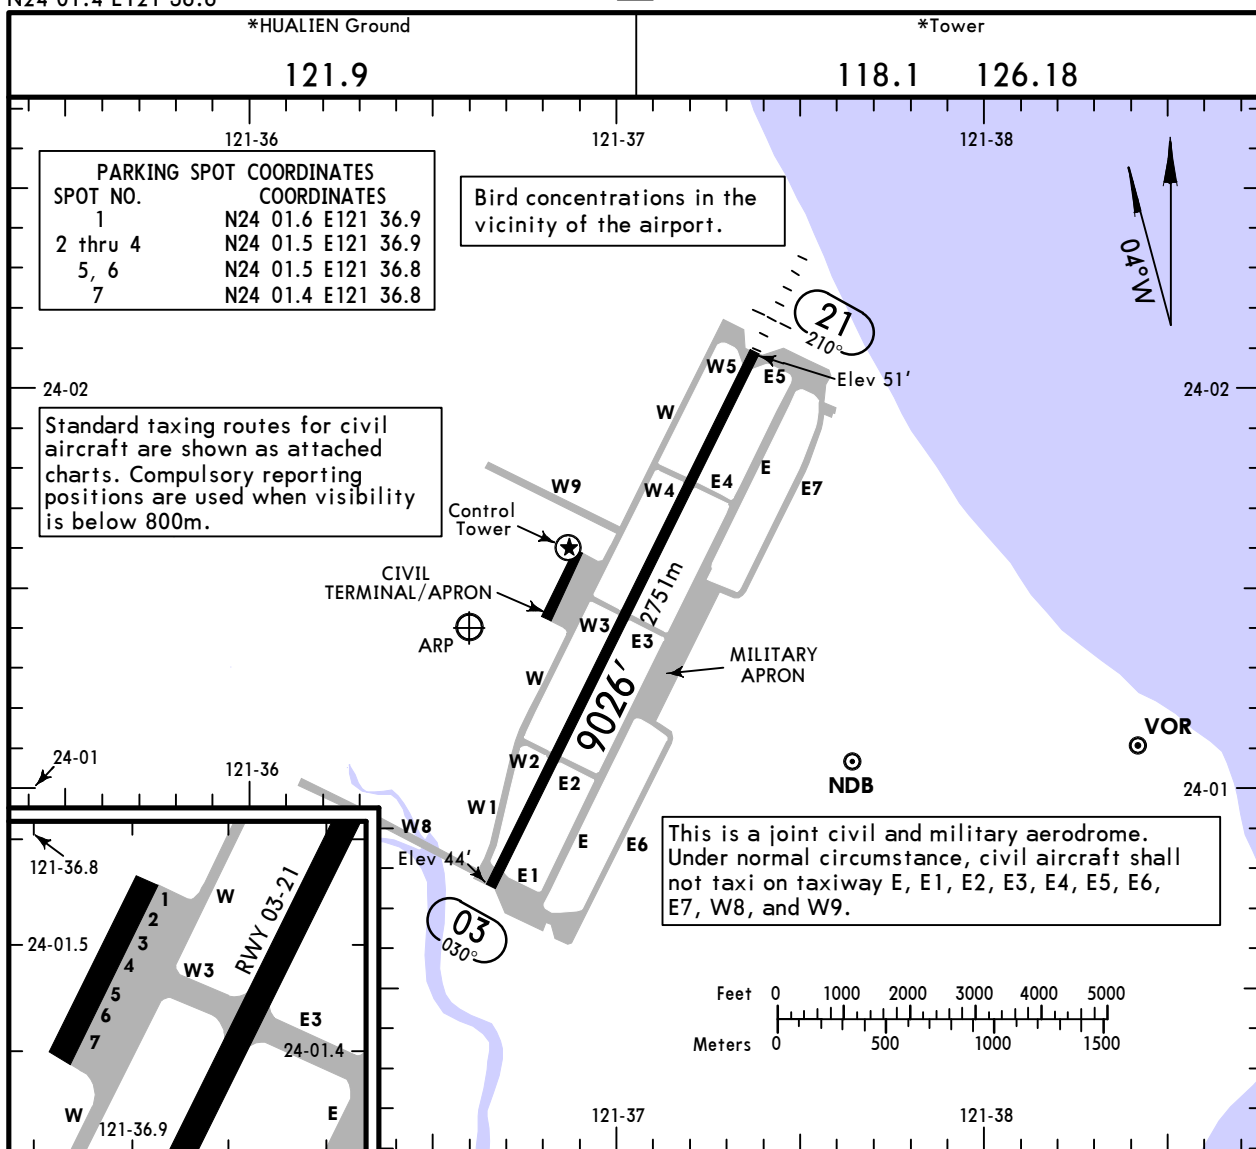 N24 01.4 E121 36.6
*HUALIEN Ground
121.9
*Tower
118.1 126.18
121-36
121-37
121-38
PARKING SPOT COORDINATES
SPOT NO. COORDINATES
1 N24 01.6 E121 36.9
2 thru 4 N24 01.5 E121 36.9
5, 6 N24 01.5 E121 36.8
7 N24 01.4 E121 36.8
Bird concentrations in the
vicinity of the airport.
04°W
21
210°
Elev 51'
W5
E5
24-02
24-02
W
Standard taxing routes for civil
aircraft are shown as attached
charts. Compulsory reporting
positions are used when visibility
is below 800m.
W9
W4
E4
E
E7
Control
Tower
CIVIL
TERMINAL/APRON
ARP
2751m
W3
E3
MILITARY
APRON
W
9026'
VOR
NDB
24-01
121-36
W2
E2
24-01
W1
W8
E
E6
Elev 44'
E1
This is a joint civil and military aerodrome.
Under normal circumstance, civil aircraft shall
not taxi on taxiway E, E1, E2, E3, E4, E5, E6,
E7, W8, and W9.
03
030°
121-36.8
1
2
3
4
5
6
7
W
RWY 03-21
24-01.5
W3
E3
24-01.4
W
121-36.9
E
Feet 0 1000 2000 3000 4000 5000
Meters 0 500 1000 1500
121-37
121-38